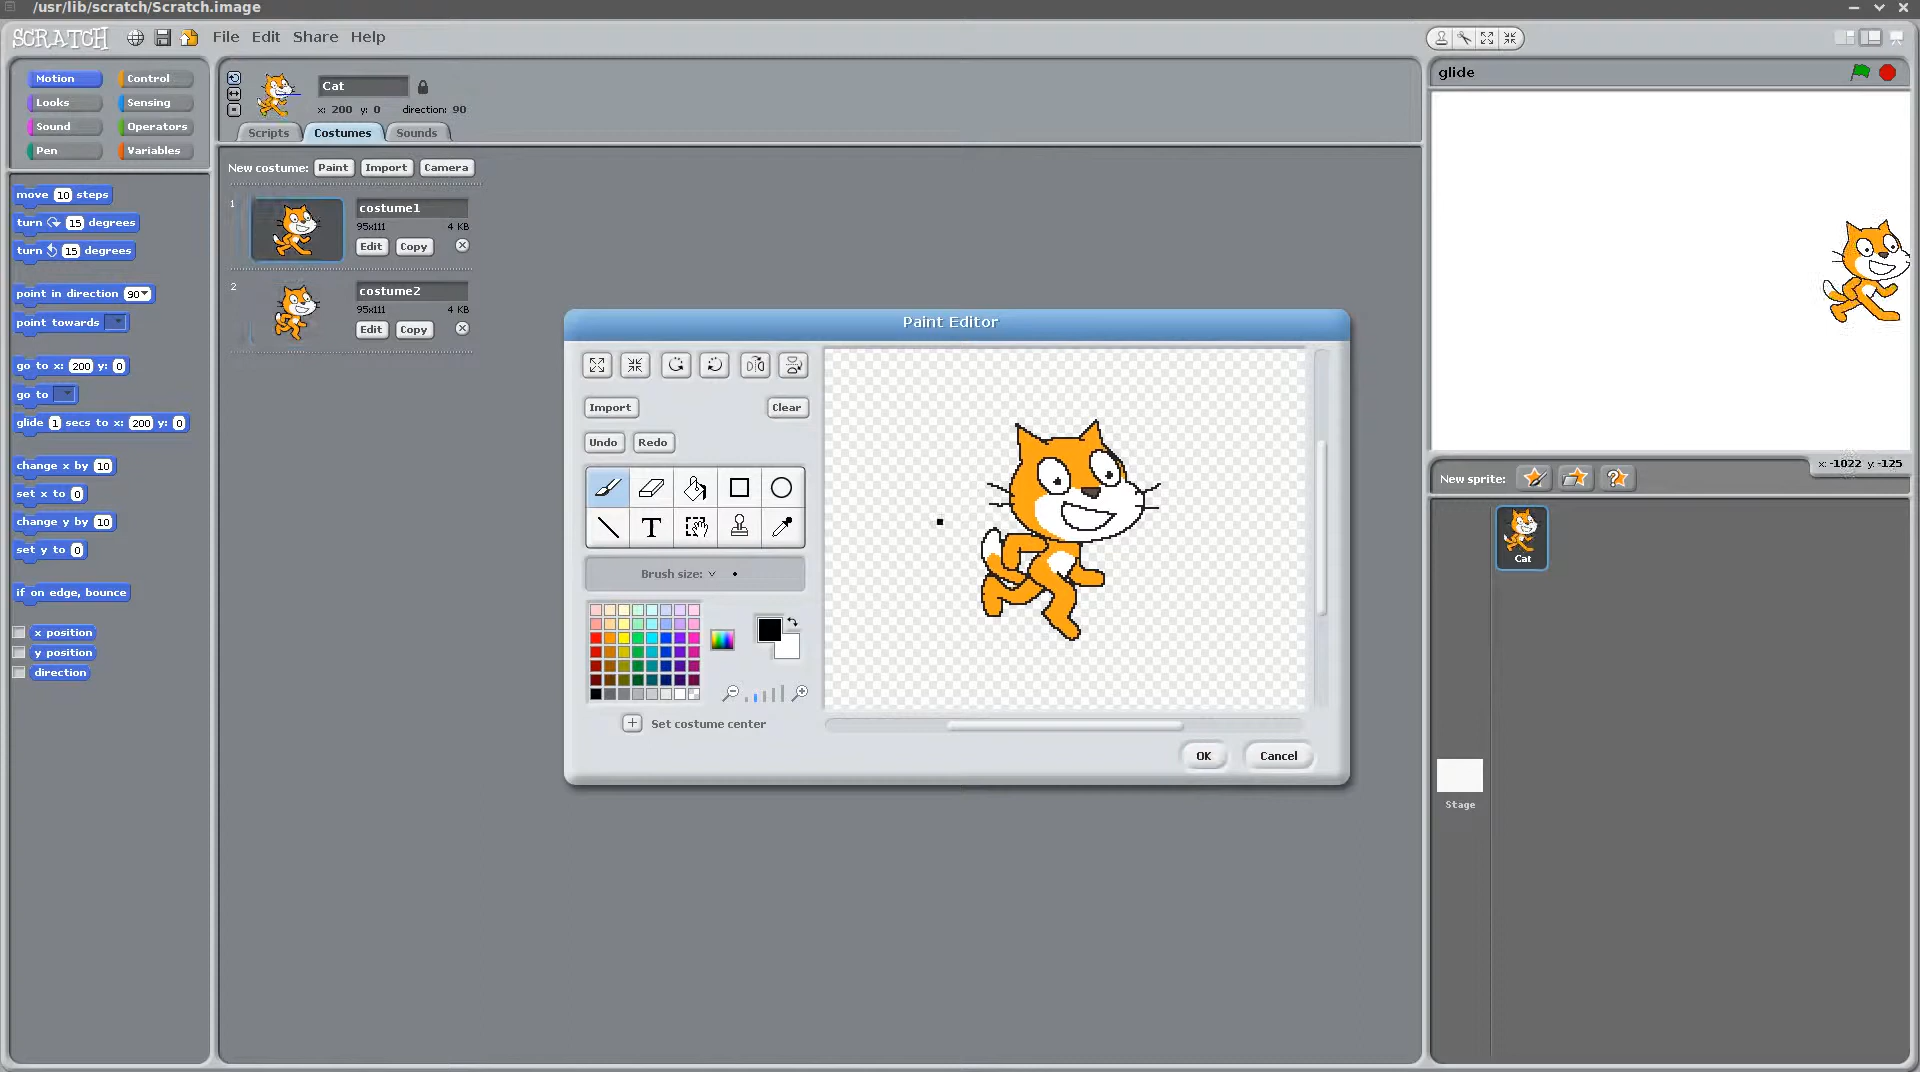 /usr/lib/scratch/Scratch.image
SCRATCH File Edit Share Help
Motion Control
Looks Sensing
Sound Operators
Pen Variables
move 10 steps
turn 15 degrees
turn 15 degrees
point in direction 90
point towards
go to x: 200 y: 0
go to
glide 1 secs to x: 200 y: 0
change x by 10
set x to 0
change y by 10
set y to 0
if on edge, bounce
x position
y position
direction
Cat
x: 200 y: 0 direction: 90
Scripts Costumes Sounds
New costume: Paint Import Camera
1 costume1
95x111 4 KB
Edit Copy
2 costume2
95x111 4 KB
Edit Copy
Paint Editor
Import Clear
Undo Redo
T
Brush size:
Set costume center
OK Cancel
glide
x: -1022 y: -125
New sprite:
Cat
Stage